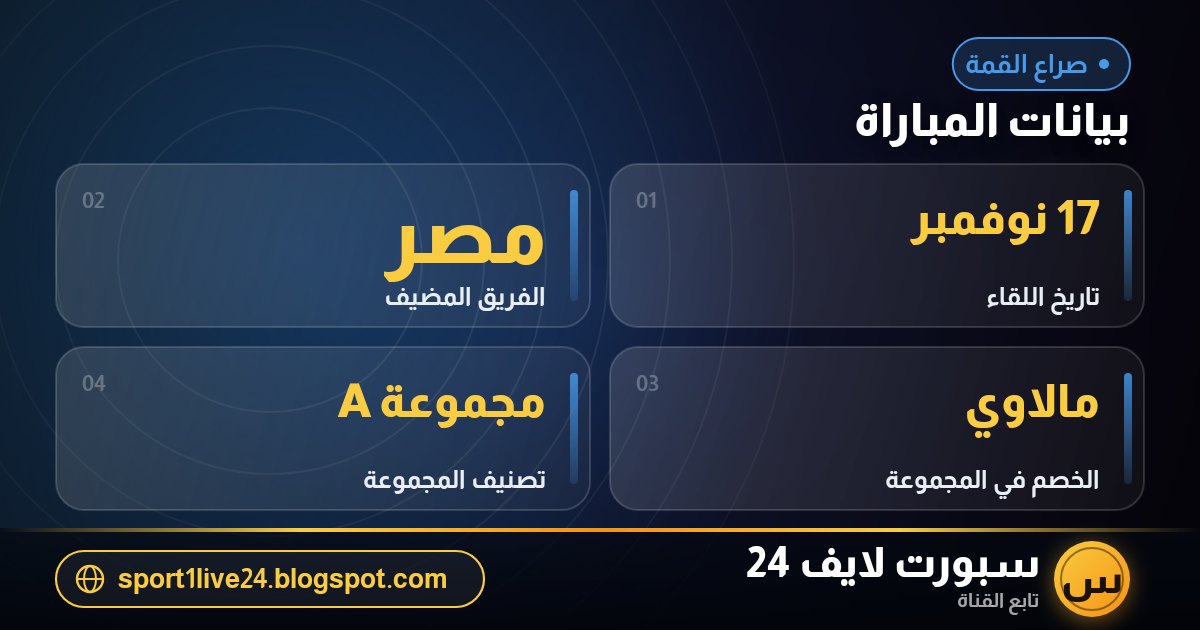 صراع القمة
بيانات المباراة
01
17 نوفمبر
تاريخ اللقاء
02
مصر
الفريق المضيف
03
مالاوي
الخصم في المجموعة
04
مجموعة A
تصنيف المجموعة
س
سبورت لايف 24
تابع القناة
sport1live24.blogspot.com